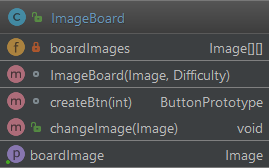 C ImageBoard
f boardImages Image[][]
m ImageBoard(Image, Difficulty)
m createBtn(int) ButtonPrototype
m changeImage(Image) void
p boardImage Image